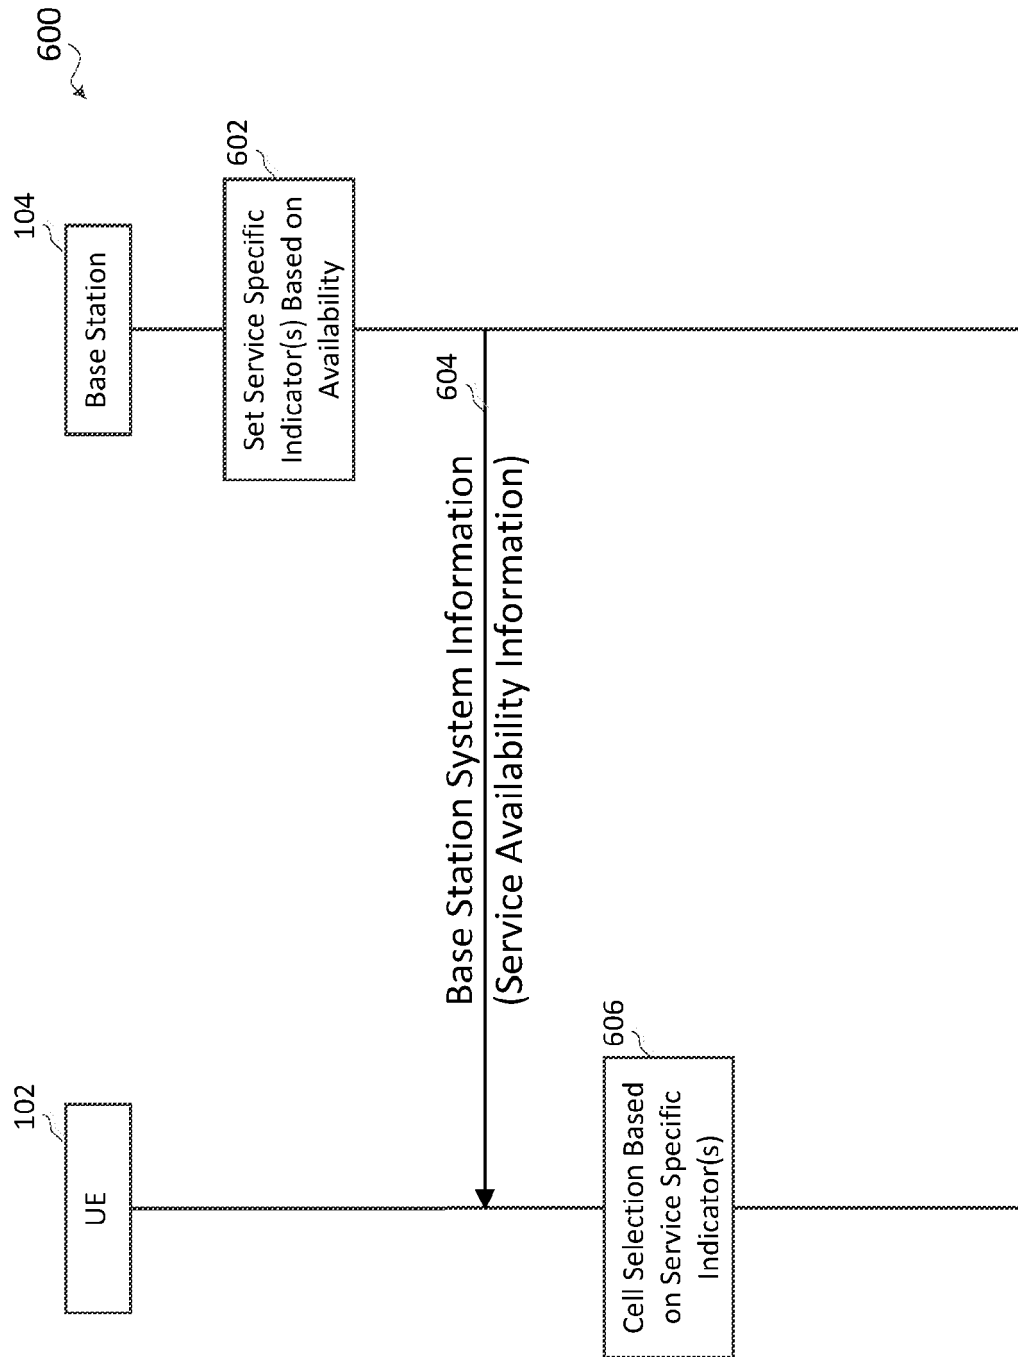 600
102
UE
104
Base Station
602
Set Service Specific
Indicator(s) Based on
Availability
604
Base Station System Information
(Service Availability Information)
606
Cell Selection Based
on Service Specific
Indicator(s)